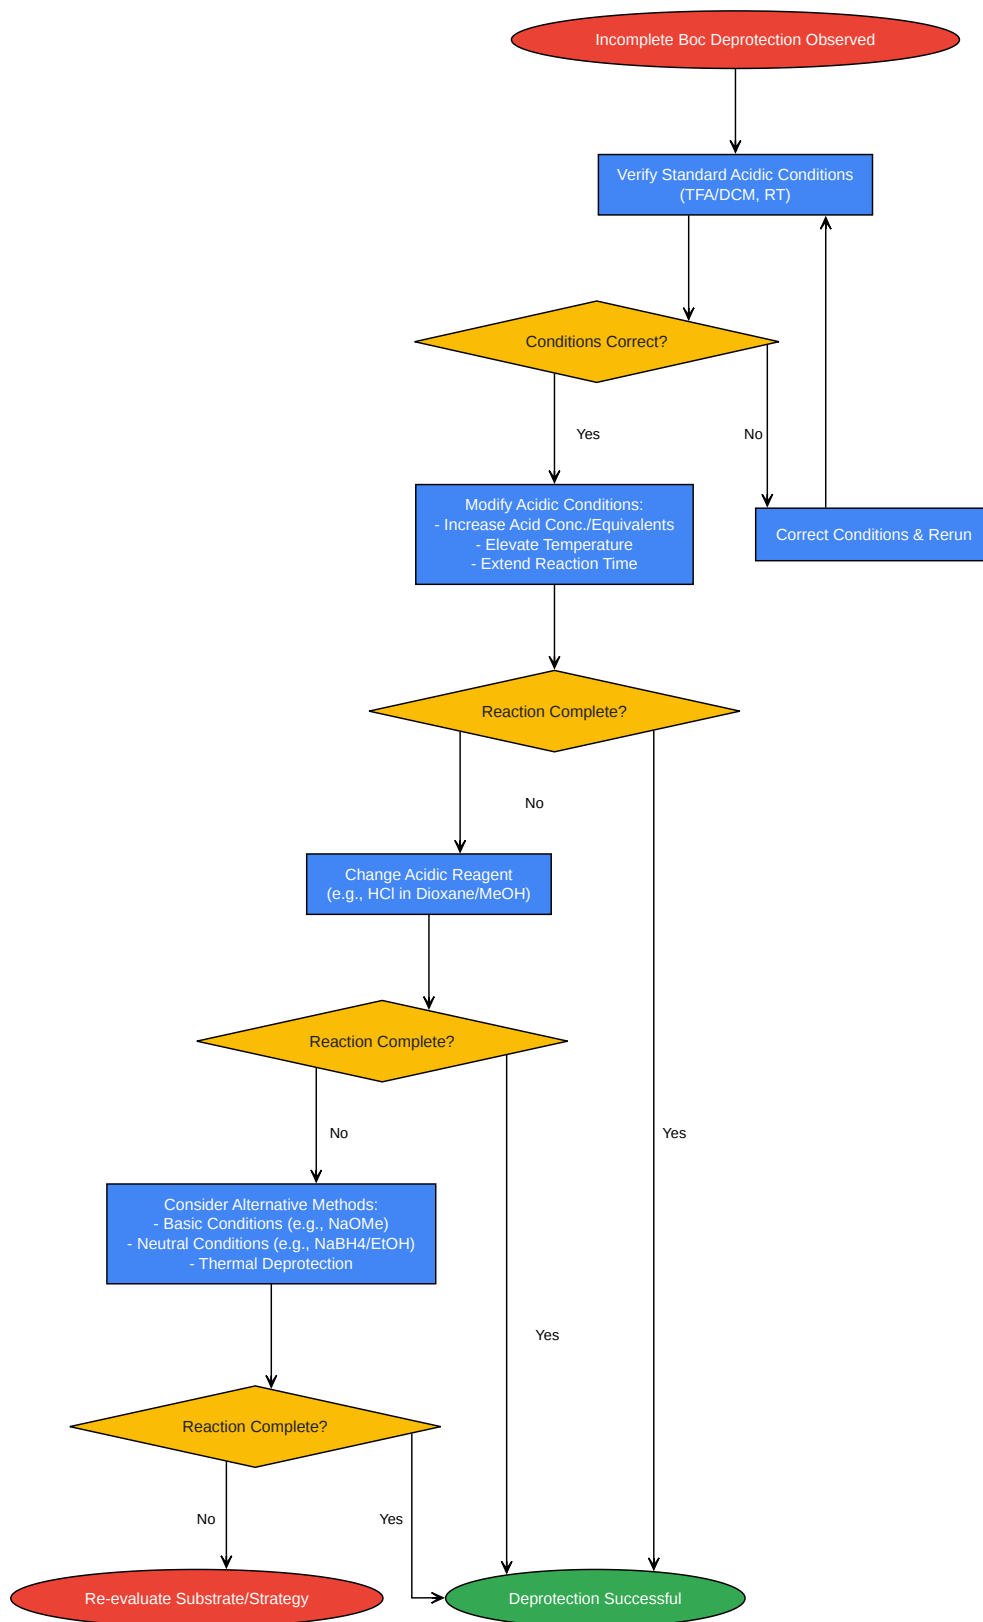 Incomplete Boc Deprotection Observed
Verify Standard Acidic Conditions
(TFA/DCM, RT)
Conditions Correct?
Yes
No
Modify Acidic Conditions:
- Increase Acid Conc./Equivalents
- Elevate Temperature
- Extend Reaction Time
Correct Conditions & Rerun
Reaction Complete?
No
Change Acidic Reagent
(e.g., HCl in Dioxane/MeOH)
Reaction Complete?
No
Yes
Consider Alternative Methods:
- Basic Conditions (e.g., NaOMe)
- Neutral Conditions (e.g., NaBH4/EtOH)
- Thermal Deprotection
Yes
Reaction Complete?
No
Yes
Re-evaluate Substrate/Strategy
Deprotection Successful